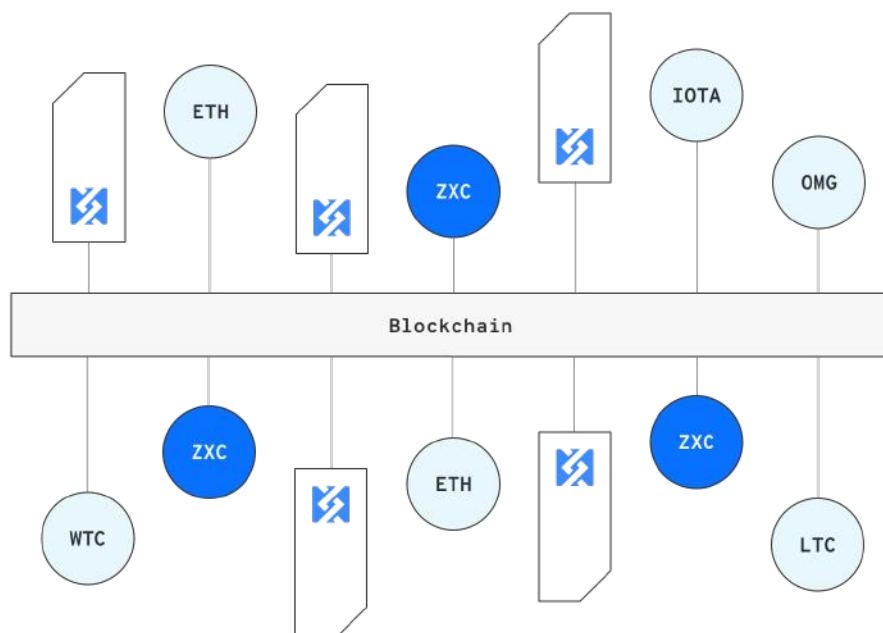 ETH
ZXC
IOTA
OMG
Blockchain
WTC
ZXC
ETH
ZXC
LTC